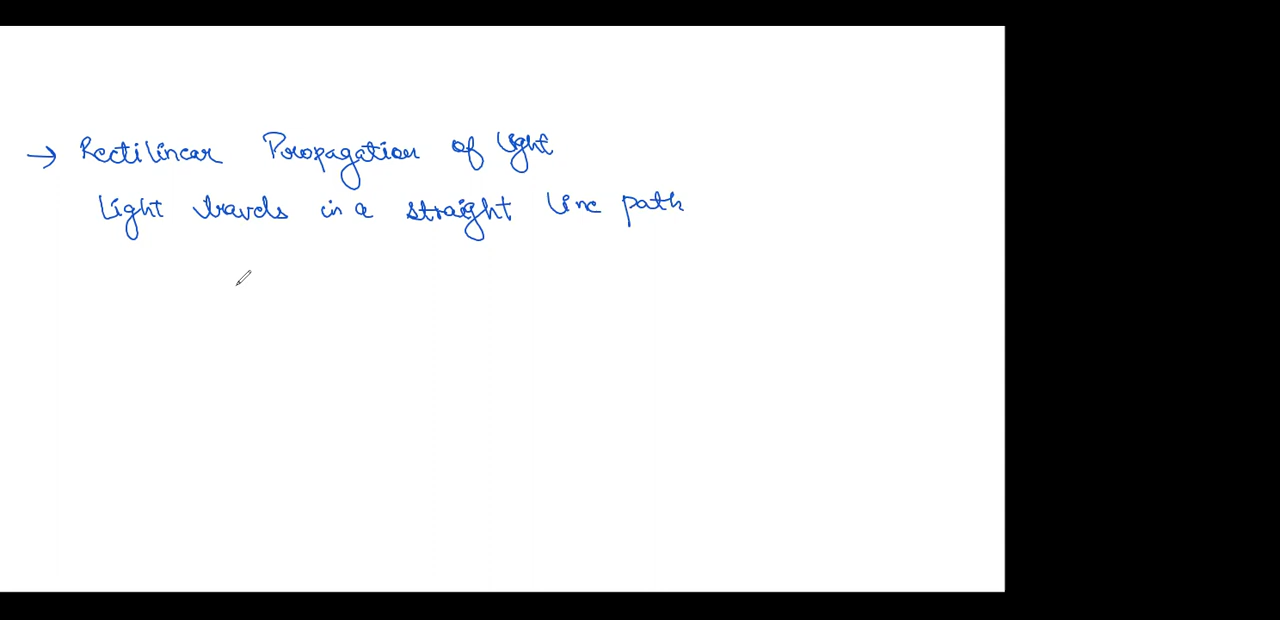 → Rectilinear Propagation of Light
Light travels in a straight line path